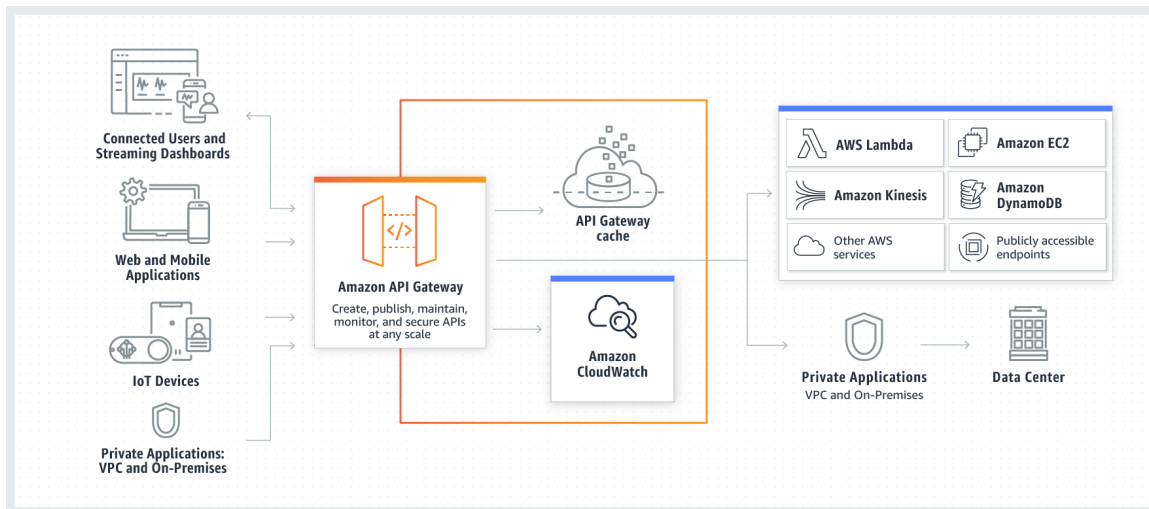 Connected Users and
Streaming Dashboards
Web and Mobile
Applications
IoT Devices
Private Applications:
VPC and On-Premises
</>
Amazon API Gateway
Create, publish, maintain,
monitor, and secure APIs
at any scale
API Gateway
cache
Amazon
CloudWatch
AWS Lambda
Amazon EC2
Amazon Kinesis
Amazon
DynamoDB
Other AWS
services
Publicly accessible
endpoints
Private Applications
VPC and On-Premises
Data Center